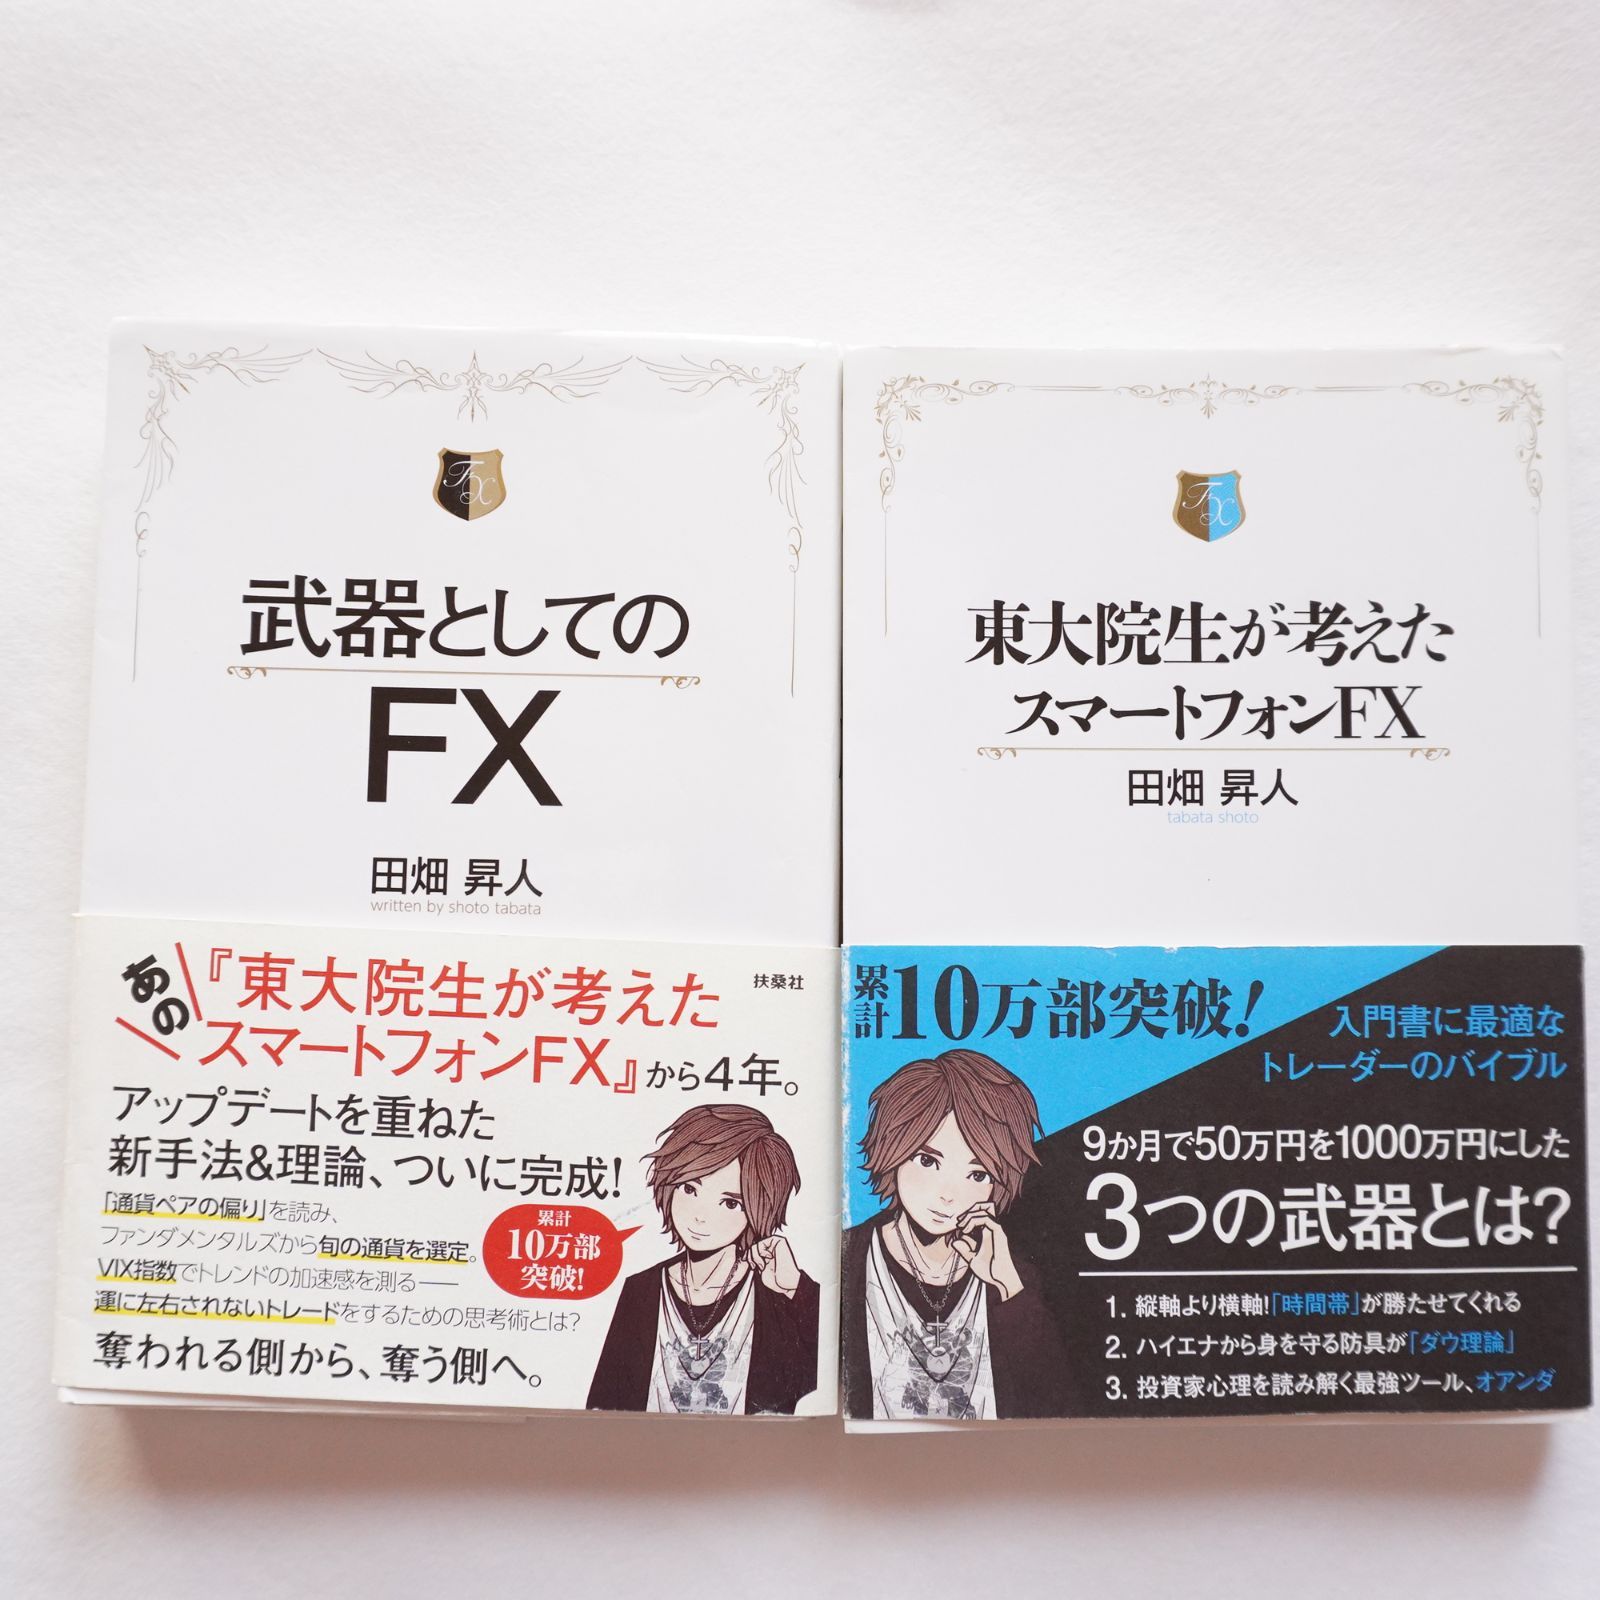 FX
武器としての
FX
田畑 昇人
written by shoto tabata
あの
『東大院生が考えた
スマートフォンFX』から4年。
扶桑社
アップデートを重ねた
新手法&理論、ついに完成!
「通貨ペアの偏り」を読み、
ファンダメンタルズから旬の通貨を選定。
VIX指数でトレンドの加速感を測る——
運に左右されないトレードをするための思考術とは?
奪われる側から、奪う側へ。
累計
10万部
突破!
FX
東大院生が考えた
スマートフォンFX
田畑 昇人
tabata shoto
累計10万部突破!
入門書に最適な
トレーダーのバイブル
9か月で50万円を1000万円にした
3つの武器とは?
1. 縦軸より横軸!「時間帯」が勝たせてくれる
2. ハイエナから身を守る防具が「ダウ理論」
3. 投資家心理を読み解く最強ツール、オアンダ